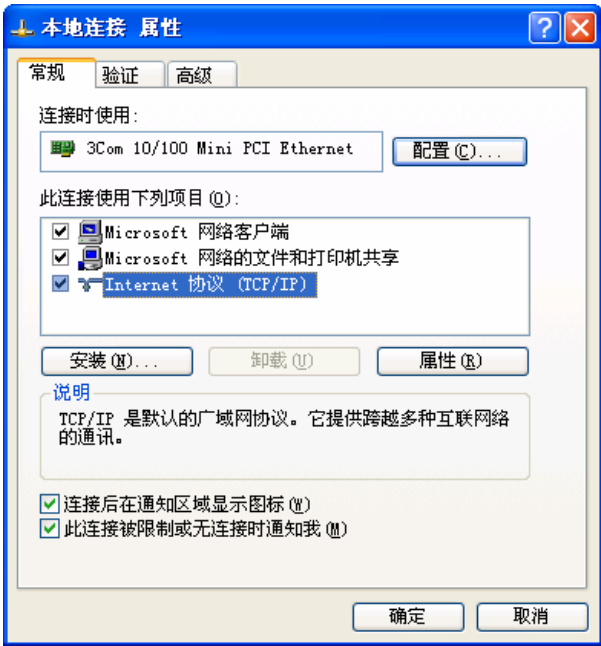 本地连接 属性
常规 验证 高级
连接时使用:
3Com 10/100 Mini PCI Ethernet 配置(C)...
此连接使用下列项目(O):
Microsoft 网络客户端
Microsoft 网络的文件和打印机共享
Internet 协议 (TCP/IP)
安装(N)... 卸载(U) 属性(R)
说明
TCP/IP 是默认的广域网协议。它提供跨越多种互联网络
的通讯。
连接后在通知区域显示图标(W)
此连接被限制或无连接时通知我(M)
确定 取消